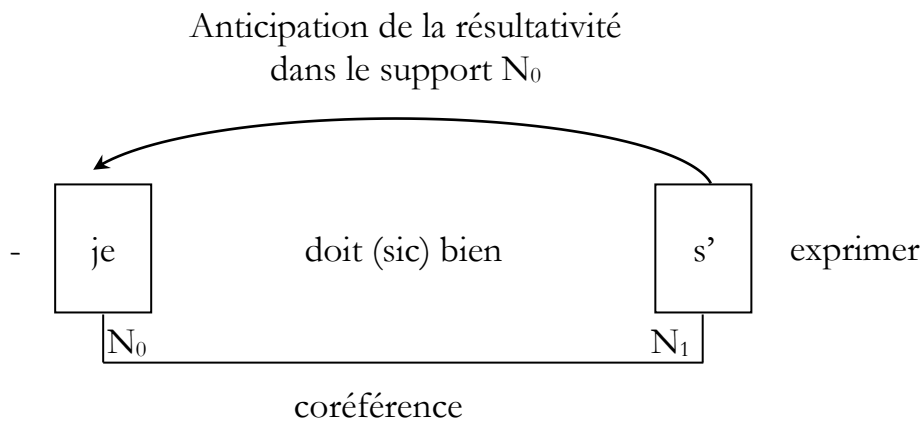 Anticipation de la résultativité
dans le support N₀
- je doit (sic) bien s’ exprimer
N₀ N₁
coréférence